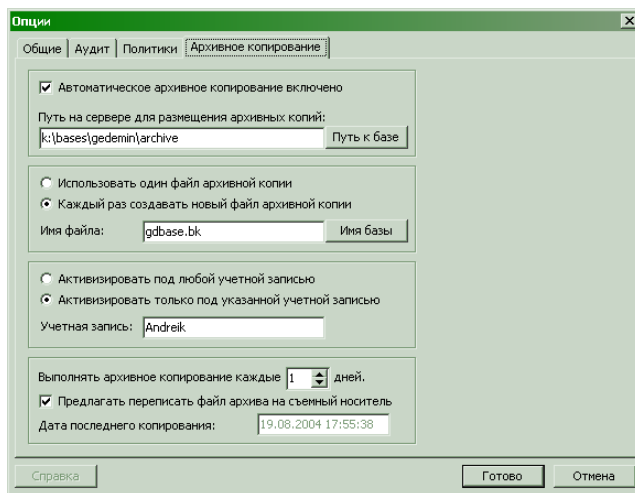 Опции
Общие Аудит Политики Архивное копирование
Автоматическое архивное копирование включено
Путь на сервере для размещения архивных копий:
k:\bases\gedemin\archive Путь к базе
Использовать один файл архивной копии
Каждый раз создавать новый файл архивной копии
Имя файла: gdbase.bk Имя базы
Активизировать под любой учетной записью
Активизировать только под указанной учетной записью
Учетная запись: Andreik
Выполнять архивное копирование каждые 1 дней.
Предлагать переписать файл архива на съемный носитель
Дата последнего копирования: 19.08.2004 17:55:38
Справка Готово Отмена